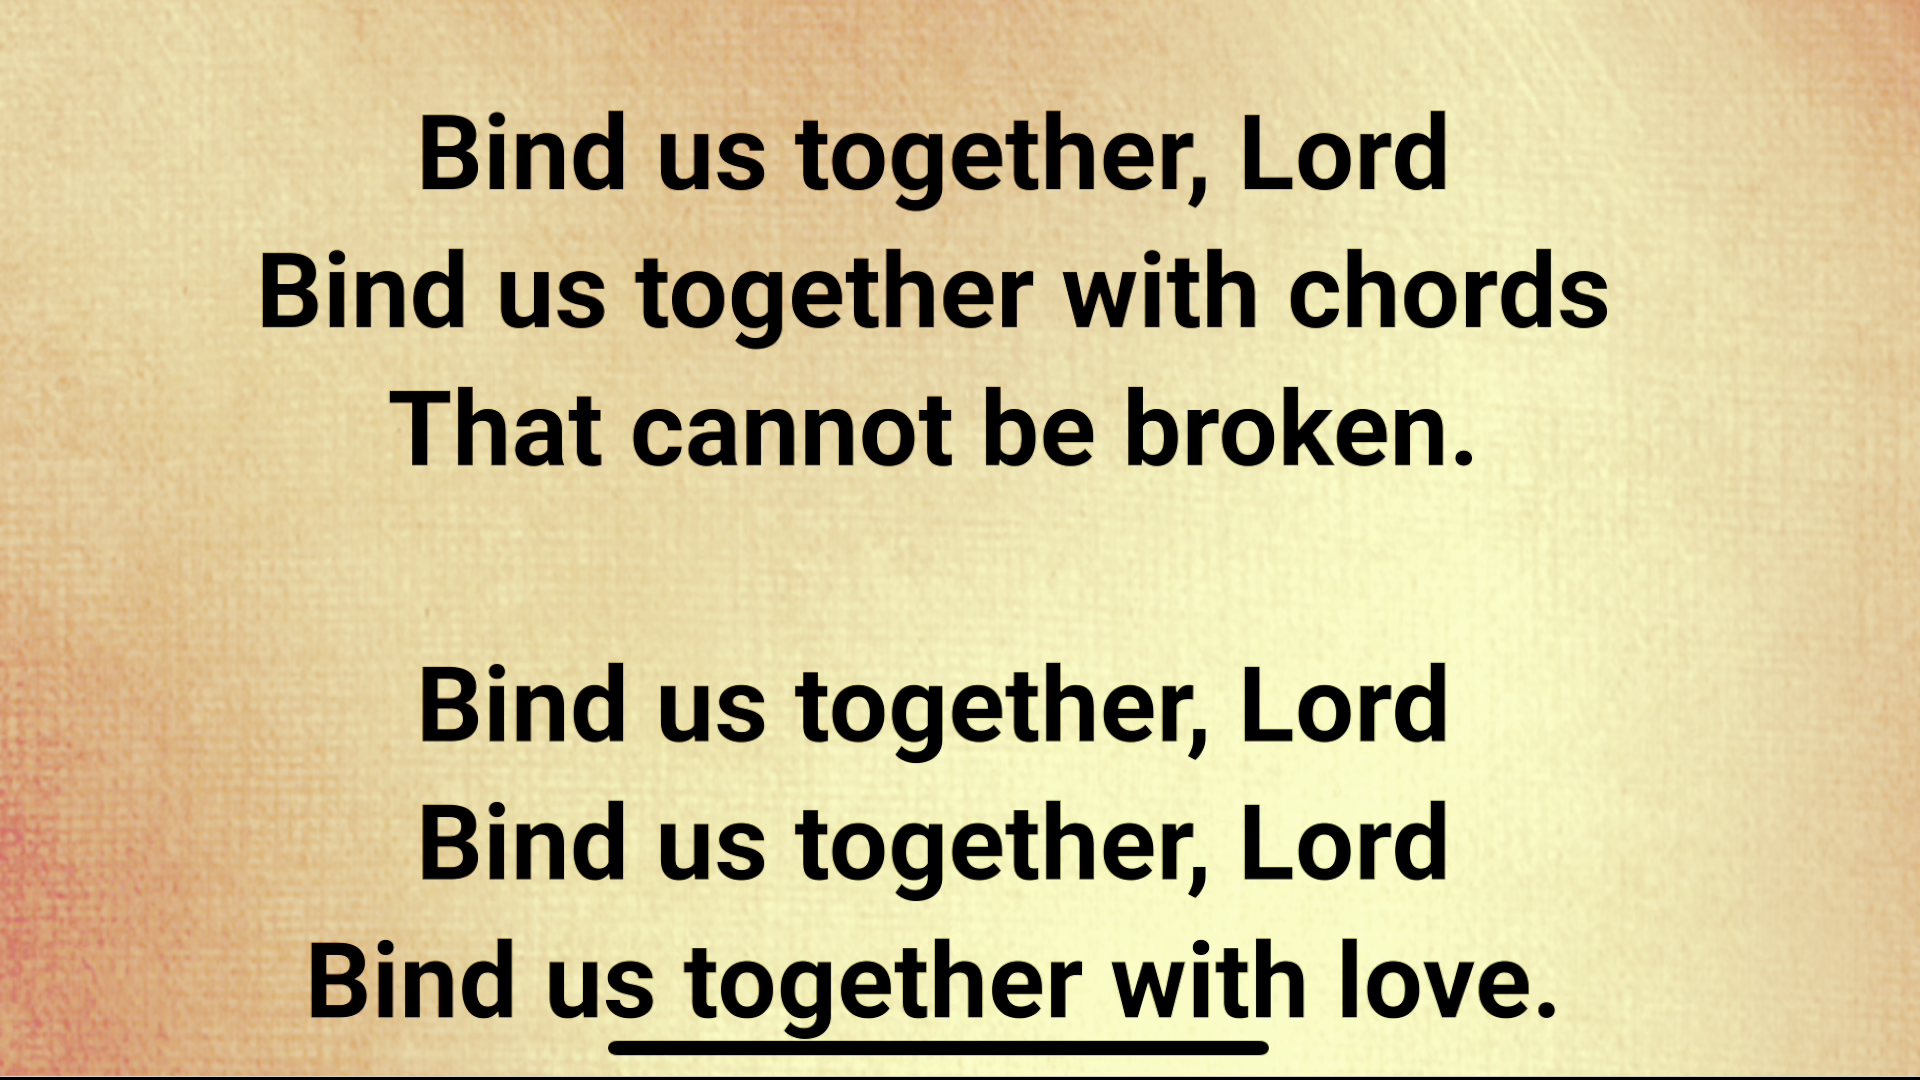 Bind us together, Lord
Bind us together with chords
That cannot be broken.
Bind us together, Lord
Bind us together, Lord
Bind us together with love.